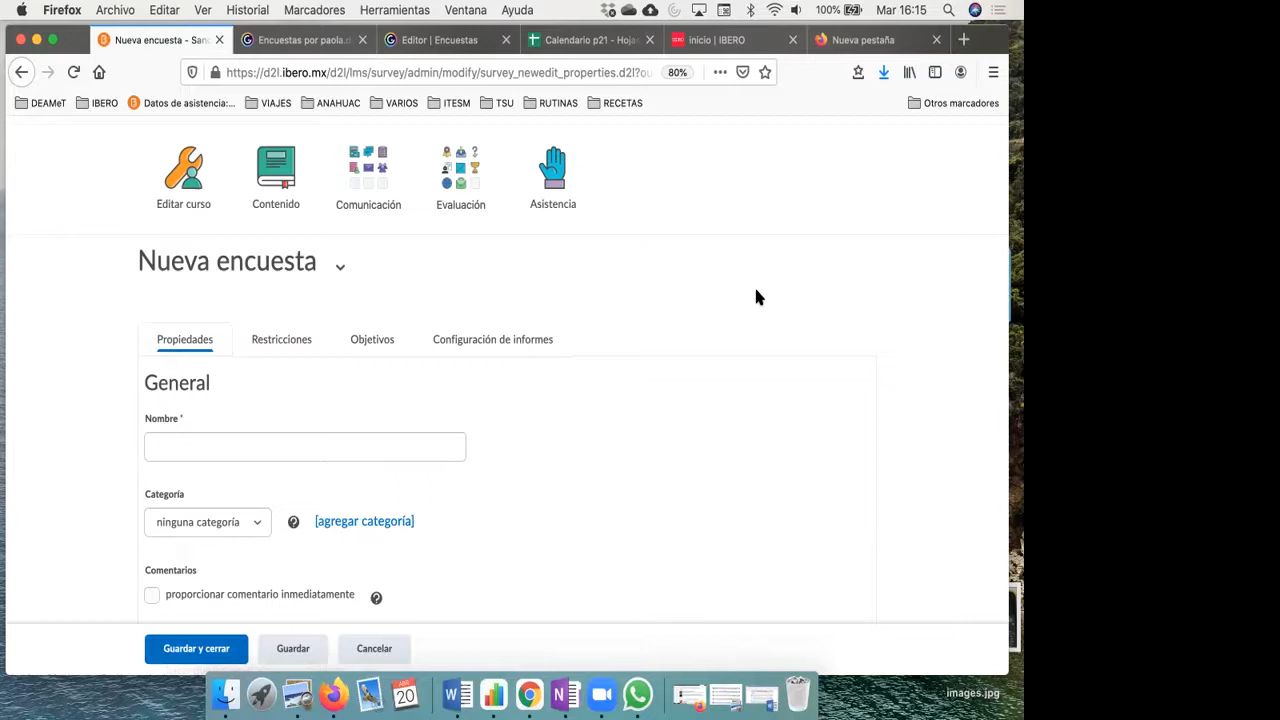 Firefox Archivo Editar Ver Historial Marcadores Herramientas Ventana Ayuda 100% Mar 16:15
Nueva encuesta - San
Encuestas por paola.c
Editor | Encuestas
Calendario p21 - Hoja
inicio | IBERO
Nueva pestaña
https://d2l.ibero.mx/d2l/lms/survey/admin/modify/survey_newedit_properties.d2l?ou 80%
DEAMeT IBERO Datos de asistencia:... VIAJES ANAHUAC VARIOS ITESM TSU RUTINAS RECETAS Otros marcadores
Editar curso Contenido Comunicación Evaluación Asistencia
Nueva encuesta
Propiedades Restricciones Objetivos Configuración de informes
General
Nombre *
Categoría
ninguna categoría [agregar categoría]
Comentarios
proporcionar comentario inmediatamente
Guardar y cerrar Guardar Cancelar
20
images.jpg